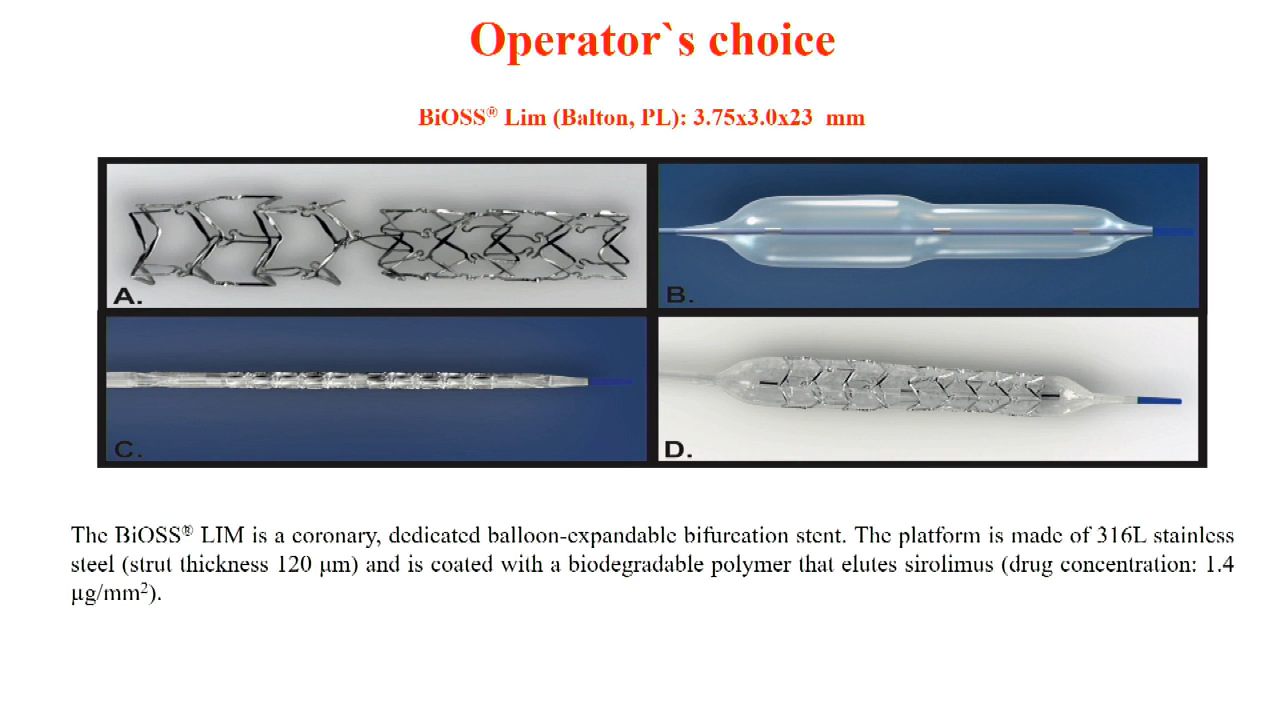 Operator`s choice
BiOSS® Lim (Balton, PL): 3.75x3.0x23 mm
A.
B.
C.
D.
The BiOSS® LIM is a coronary, dedicated balloon-expandable bifurcation stent. The platform is made of 316L stainless
steel (strut thickness 120 µm) and is coated with a biodegradable polymer that elutes sirolimus (drug concentration: 1.4
µg/mm²).